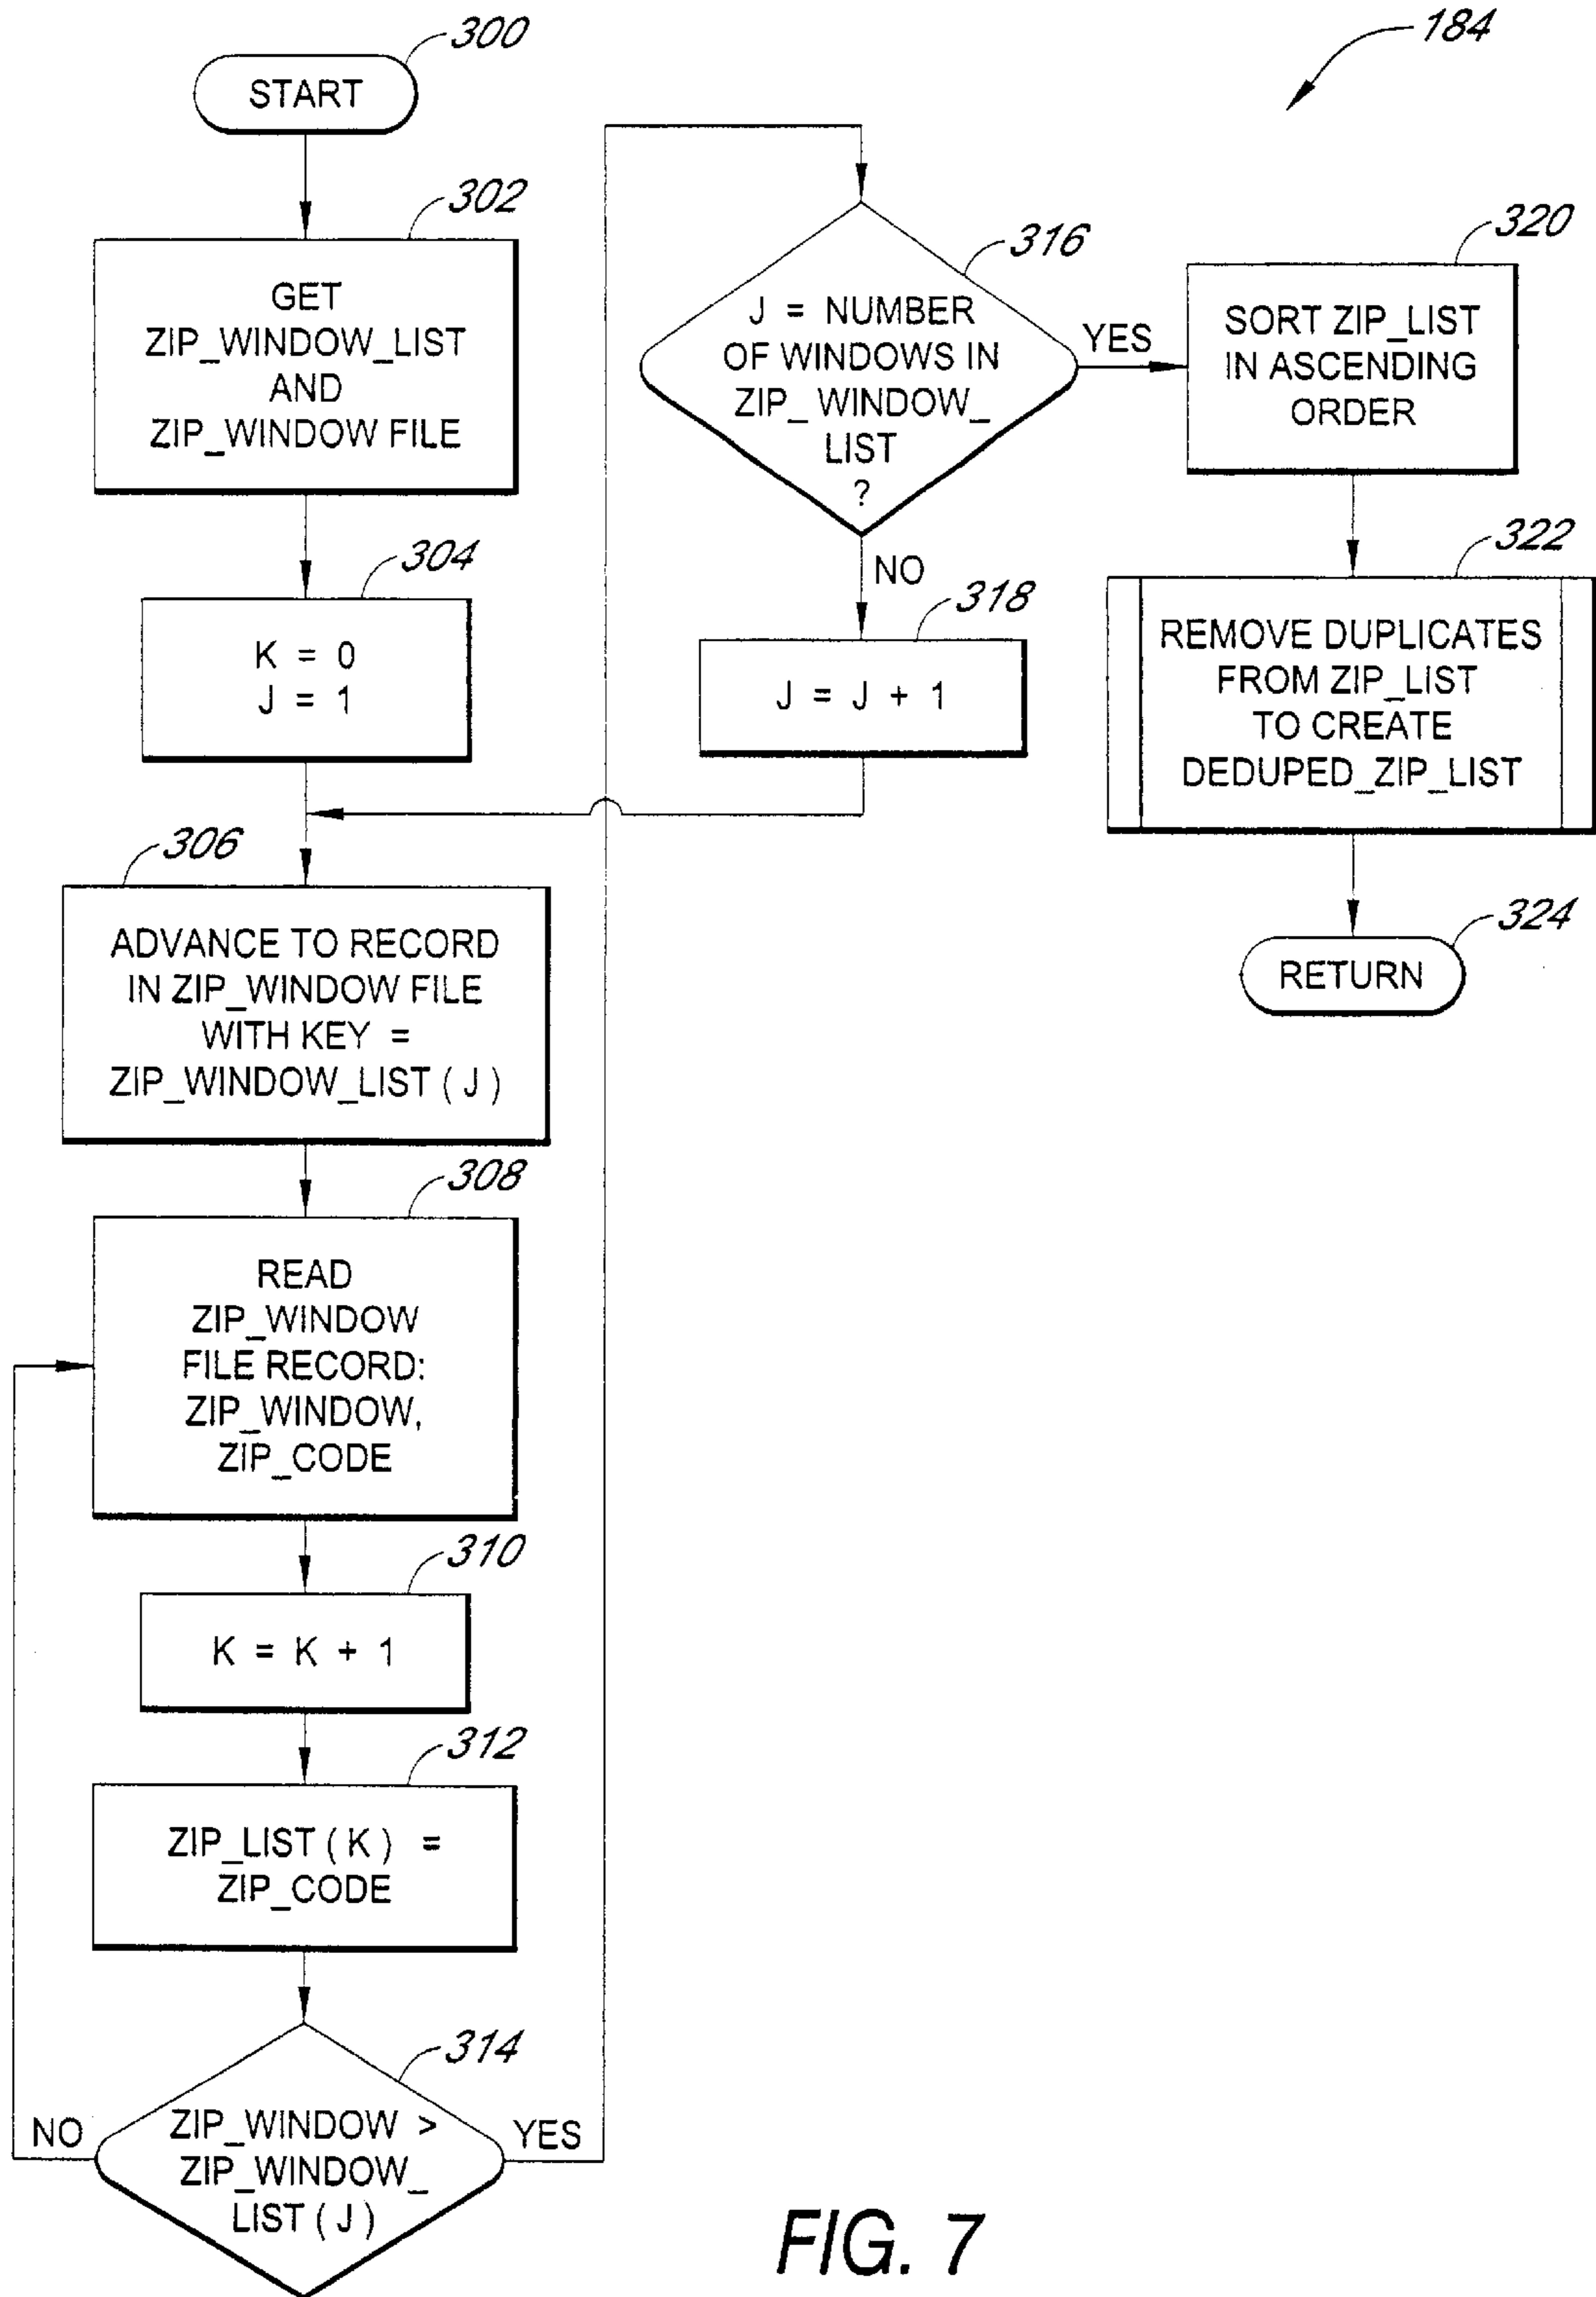 300
START
302
GET
ZIP_WINDOW_LIST
AND
ZIP_WINDOW FILE
304
K = 0
J = 1
306
ADVANCE TO RECORD
IN ZIP_WINDOW FILE
WITH KEY =
ZIP_WINDOW_LIST ( J )
308
READ
ZIP_WINDOW
FILE RECORD:
ZIP_WINDOW,
ZIP_CODE
310
K = K + 1
312
ZIP_LIST ( K ) =
ZIP_CODE
314
ZIP_WINDOW >
ZIP_WINDOW_
LIST ( J )
NO
YES
184
316
J = NUMBER
OF WINDOWS IN
ZIP_ WINDOW_
LIST
?
YES
NO
318
J = J + 1
320
SORT ZIP_LIST
IN ASCENDING
ORDER
322
REMOVE DUPLICATES
FROM ZIP_LIST
TO CREATE
DEDUPED_ZIP_LIST
324
RETURN
FIG. 7